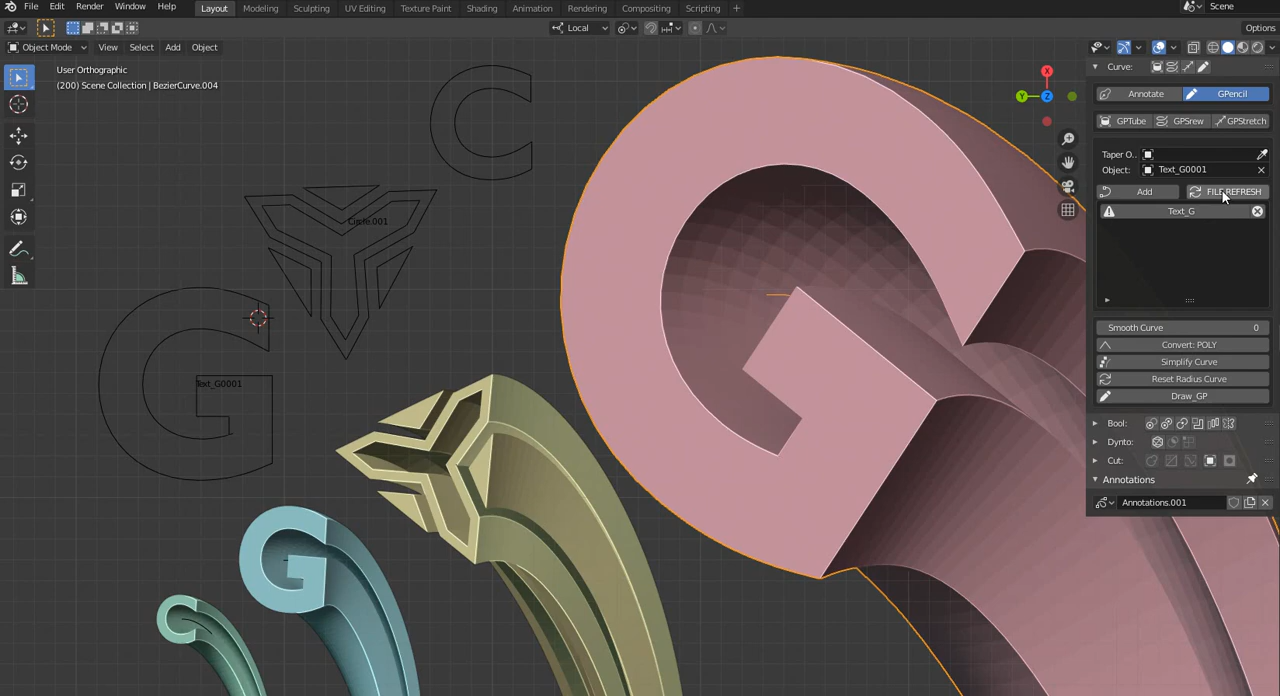 File Edit Render Window Help Layout Modeling Sculpting UV Editing Texture Paint Shading Animation Rendering Compositing Scripting + Scene
Local Options
Object Mode View Select Add Object
User Orthographic
(200) Scene Collection | BezierCurve.004
C
Circle.001
G
Text_G0001
G
G
C
X
Y
Z
Curve:
Annotate GPencil
GPTube GPSrew GPStretch
Taper O..
Object: Text_G0001
Add FILE REFRESH
Text_G
Smooth Curve 0
Convert: POLY
Simplify Curve
Reset Radius Curve
Draw_GP
Bool:
Dynto:
Cut:
Annotations
Annotations.001